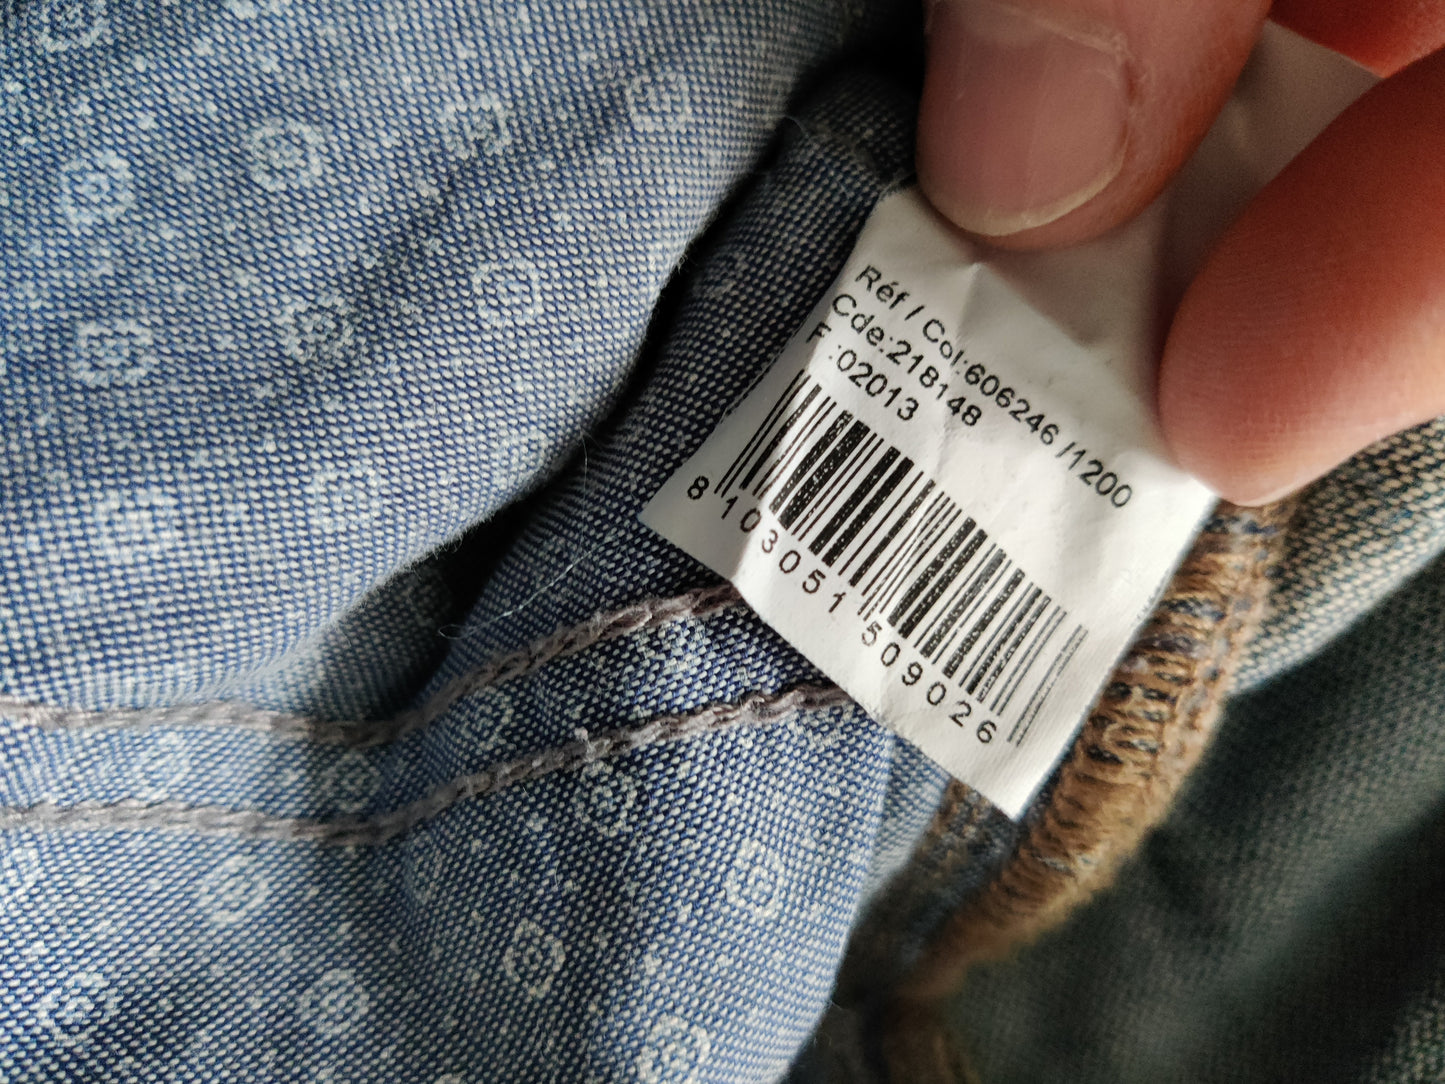 Réf / Col:606246 /1200
Cde:218148
F :02013
8 103051 509026